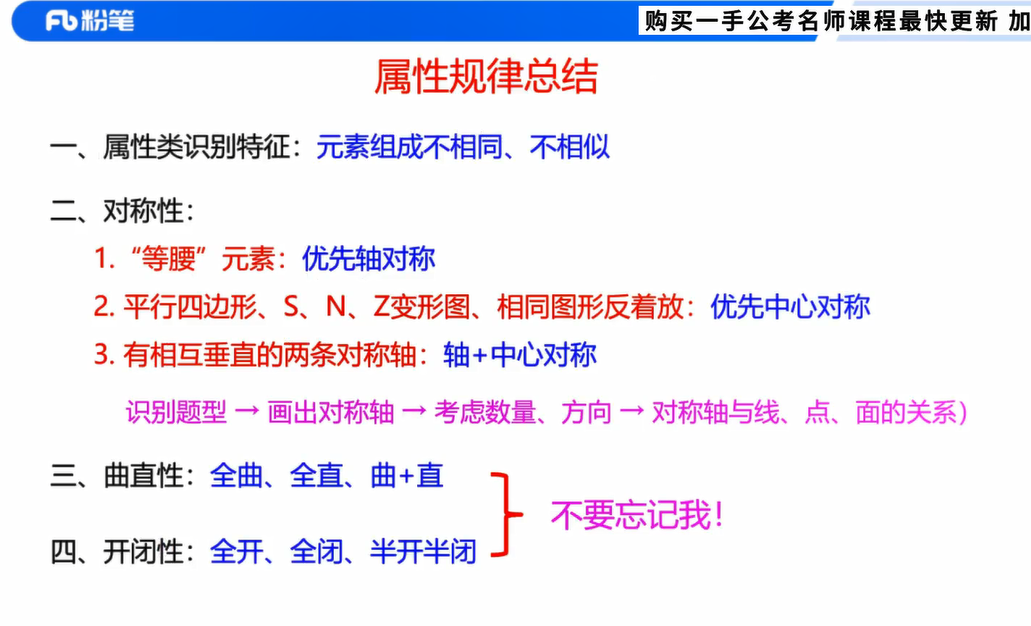 粉笔
购买一手公考名师课程最快更新 加
属性规律总结
一、属性类识别特征：元素组成不相同、不相似
二、对称性：
1.“等腰”元素：优先轴对称
2. 平行四边形、S、N、Z变形图、相同图形反着放：优先中心对称
3. 有相互垂直的两条对称轴：轴+中心对称
识别题型 → 画出对称轴 → 考虑数量、方向 → 对称轴与线、点、面的关系）
三、曲直性：全曲、全直、曲+直
不要忘记我！
四、开闭性：全开、全闭、半开半闭